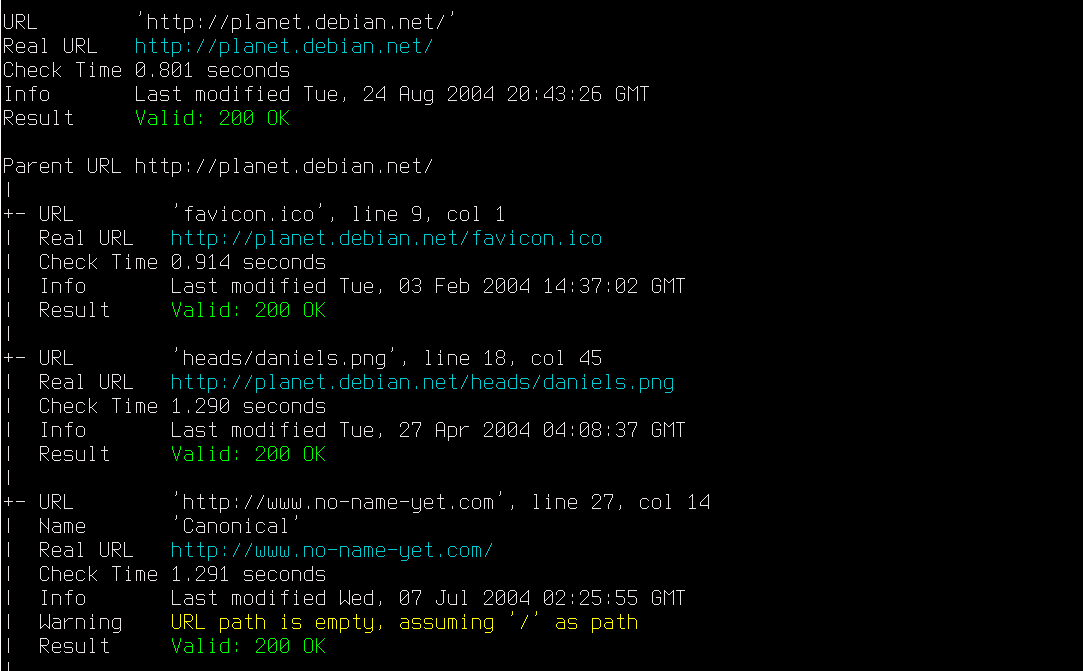 URL        'http://planet.debian.net/'
Real URL   http://planet.debian.net/
Check Time 0.801 seconds
Info       Last modified Tue, 24 Aug 2004 20:43:26 GMT
Result     Valid: 200 OK

Parent URL http://planet.debian.net/
|
+- URL        'favicon.ico', line 9, col 1
|  Real URL   http://planet.debian.net/favicon.ico
|  Check Time 0.914 seconds
|  Info       Last modified Tue, 03 Feb 2004 14:37:02 GMT
|  Result     Valid: 200 OK
|
+- URL        'heads/daniels.png', line 18, col 45
|  Real URL   http://planet.debian.net/heads/daniels.png
|  Check Time 1.290 seconds
|  Info       Last modified Tue, 27 Apr 2004 04:08:37 GMT
|  Result     Valid: 200 OK
|
+- URL        'http://www.no-name-yet.com', line 27, col 14
|  Name       'Canonical'
|  Real URL   http://www.no-name-yet.com/
|  Check Time 1.291 seconds
|  Info       Last modified Wed, 07 Jul 2004 02:25:55 GMT
|  Warning    URL path is empty, assuming '/' as path
|  Result     Valid: 200 OK
|